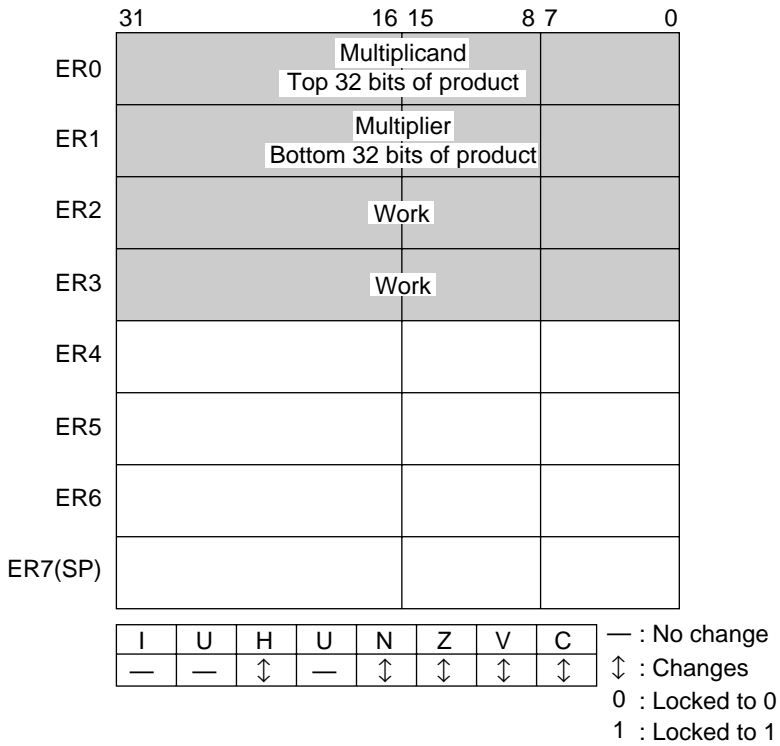 31 16 15 8 7 0
ER0 Multiplicand
Top 32 bits of product
ER1 Multiplier
Bottom 32 bits of product
ER2 Work
ER3 Work
ER4
ER5
ER6
ER7(SP)
I U H U N Z V C
— — ↕ — ↕ ↕ ↕ ↕
— : No change
↕ : Changes
0 : Locked to 0
1 : Locked to 1